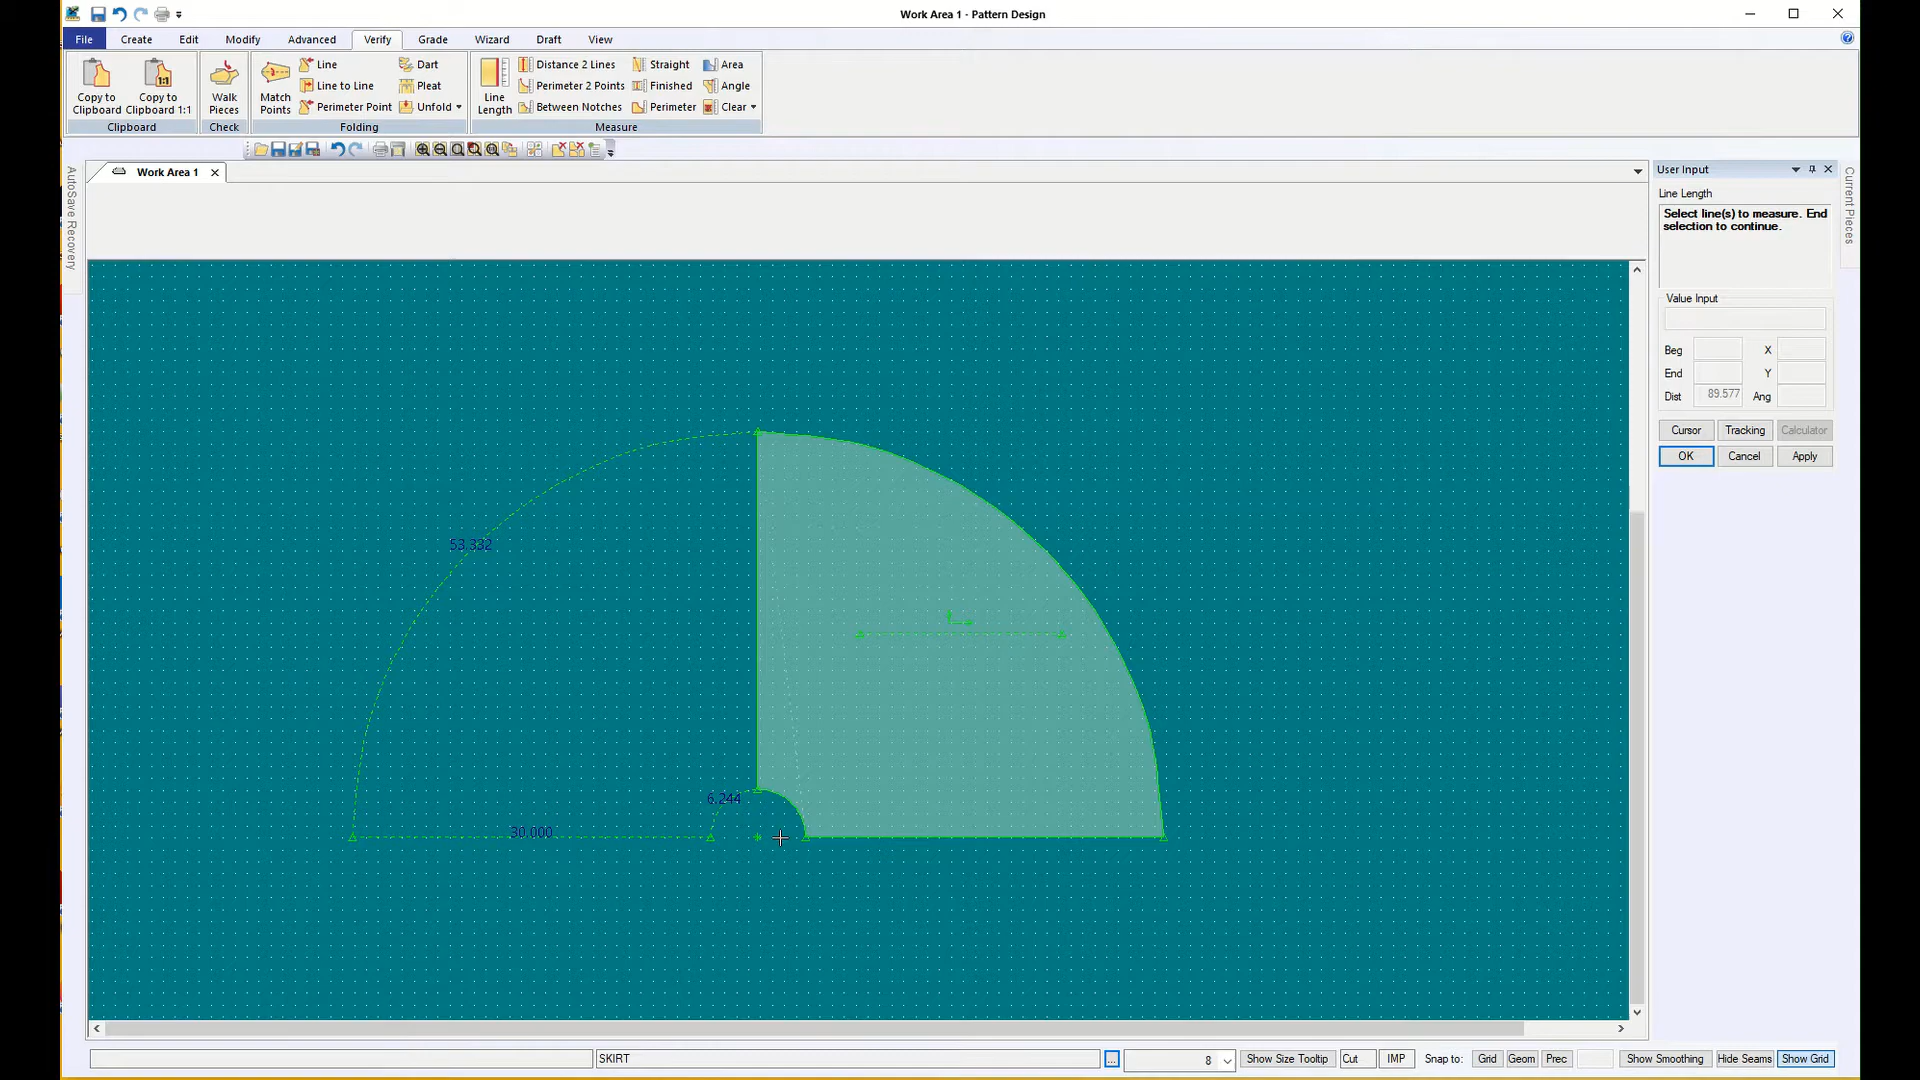 Work Area 1 - Pattern Design
File Create Edit Modify Advanced Verify Grade Wizard Draft View
Copy to Clipboard
Copy to Clipboard 1:1
Clipboard
Walk Pieces
Check
Match Points
Line
Line to Line
Perimeter Point
Dart
Pleat
Unfold
Folding
Line Length
Distance 2 Lines
Perimeter 2 Points
Between Notches
Straight
Finished
Perimeter
Area
Angle
Clear
Measure
AutoSave Recovery
Work Area 1
53.332
6.244
30.000
User Input
Line Length
Select line(s) to measure. End
selection to continue.
Value Input
Beg X
End Y
Dist 89.577 Ang
Cursor Tracking Calculator
OK Cancel Apply
Current Pieces
SKIRT ... 8 Show Size Tooltip Cut IMP Snap to: Grid Geom Prec Show Smoothing Hide Seams Show Grid